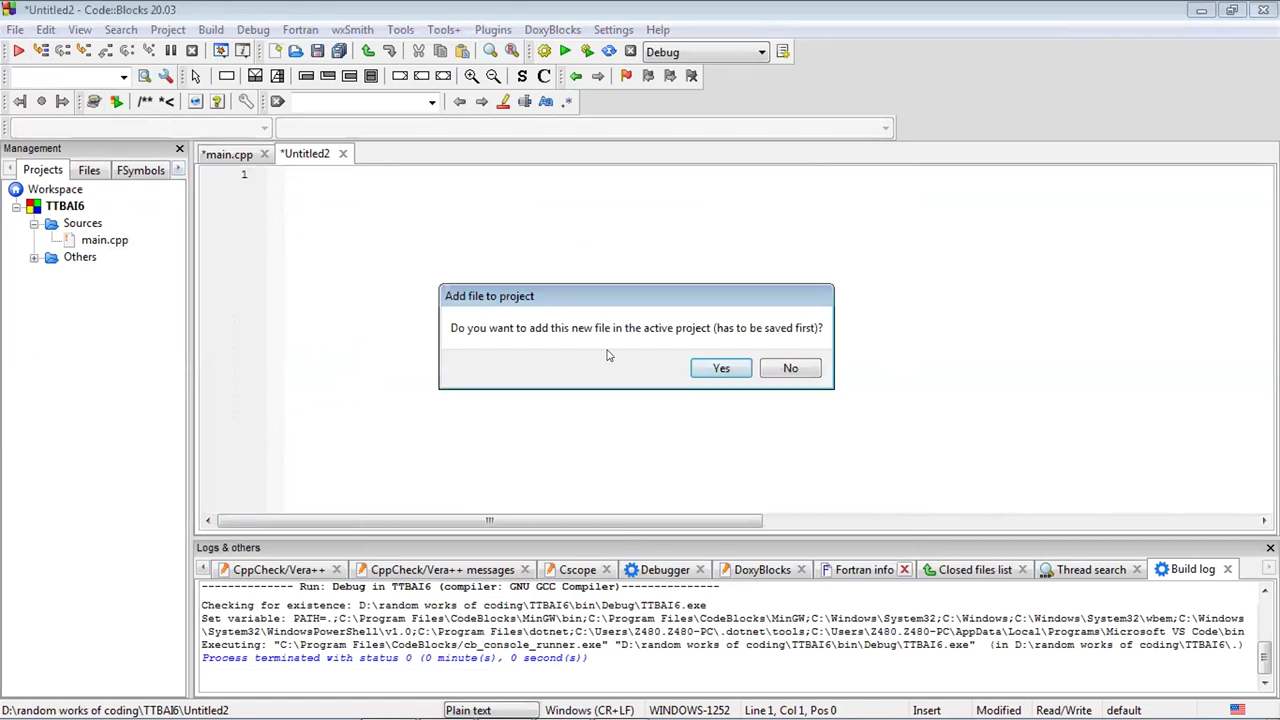 *Untitled2 - Code::Blocks 20.03
File Edit View Search Project Build Debug Fortran wxSmith Tools Tools+ Plugins DoxyBlocks Settings Help
Debug
S C
/** *<
Aa .*
Management
Projects Files FSymbols
*main.cpp *Untitled2
1
Workspace
TTBAI6
Sources
main.cpp
Others
Add file to project
Do you want to add this new file in the active project (has to be saved first)?
Yes No
Logs & others
CppCheck/Vera++ CppCheck/Vera++ messages Cscope Debugger DoxyBlocks Fortran info Closed files list Thread search Build log
-------------- Run: Debug in TTBAI6 (compiler: GNU GCC Compiler)---------------
Checking for existence: D:\random works of coding\TTBAI6\bin\Debug\TTBAI6.exe
Set variable: PATH=.;C:\Program Files\CodeBlocks\MinGW\bin;C:\Program Files\CodeBlocks\MinGW;C:\Windows\System32;C:\Windows;C:\Windows\System32\wbem;C:\Windows
\System32\WindowsPowerShell\v1.0;C:\Program Files\dotnet;C:\Users\Z480.Z480-PC\.dotnet\tools;C:\Users\Z480.Z480-PC\AppData\Local\Programs\Microsoft VS Code\bin
Executing: "C:\Program Files\CodeBlocks/cb_console_runner.exe" "D:\random works of coding\TTBAI6\bin\Debug\TTBAI6.exe"  (in D:\random works of coding\TTBAI6\.)
Process terminated with status 0 (0 minute(s), 0 second(s))
D:\random works of coding\TTBAI6\Untitled2 Plain text Windows (CR+LF) WINDOWS-1252 Line 1, Col 1, Pos 0 Insert Modified Read/Write default